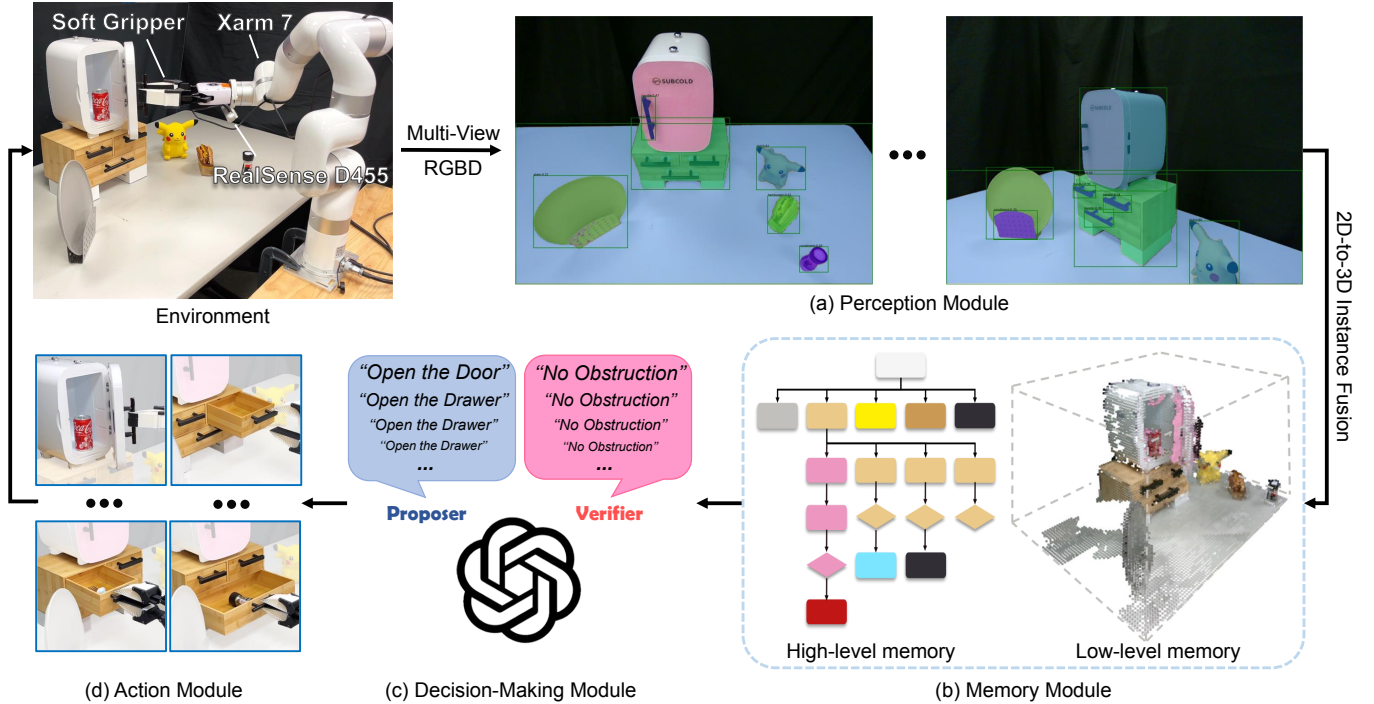 Soft Gripper
Xarm 7
RealSense D455
Environment
Multi-View
RGBD
SUBCOLD
(a) Perception Module
2D-to-3D Instance Fusion
“Open the Door”
“Open the Drawer”
“Open the Drawer”
“Open the Drawer”
...
Proposer
“No Obstruction”
“No Obstruction”
“No Obstruction”
“No Obstruction”
...
Verifier
High-level memory
Low-level memory
(d) Action Module
(c) Decision-Making Module
(b) Memory Module